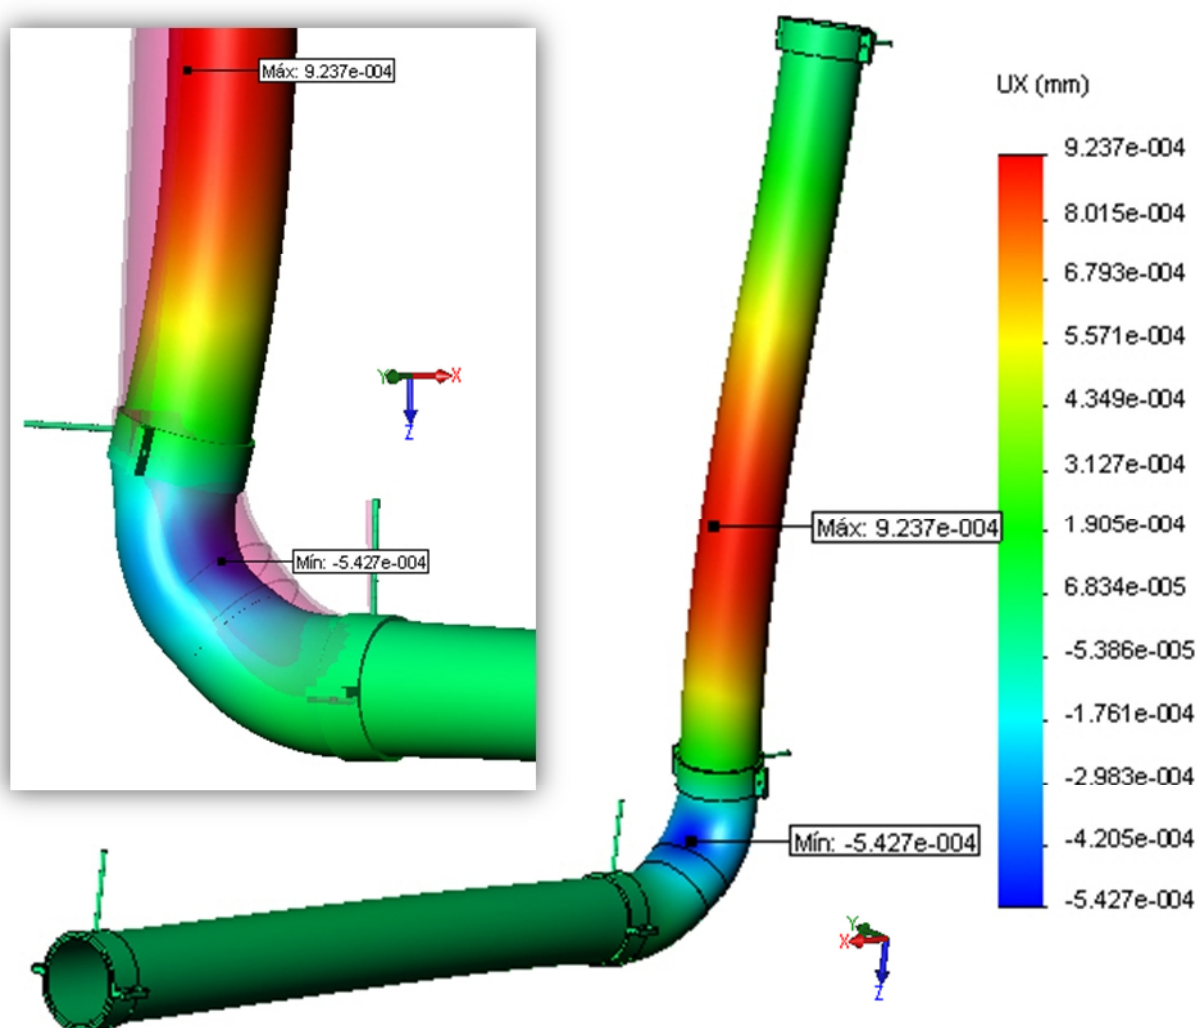 Máx: 9.237e-004
Y
X
Z
Mín: -5.427e-004
UX (mm)
9.237e-004
8.015e-004
6.793e-004
5.571e-004
4.349e-004
3.127e-004
1.905e-004
6.834e-005
-5.386e-005
-1.761e-004
-2.983e-004
-4.205e-004
-5.427e-004
Máx: 9.237e-004
Mín: -5.427e-004
Y
X
Z